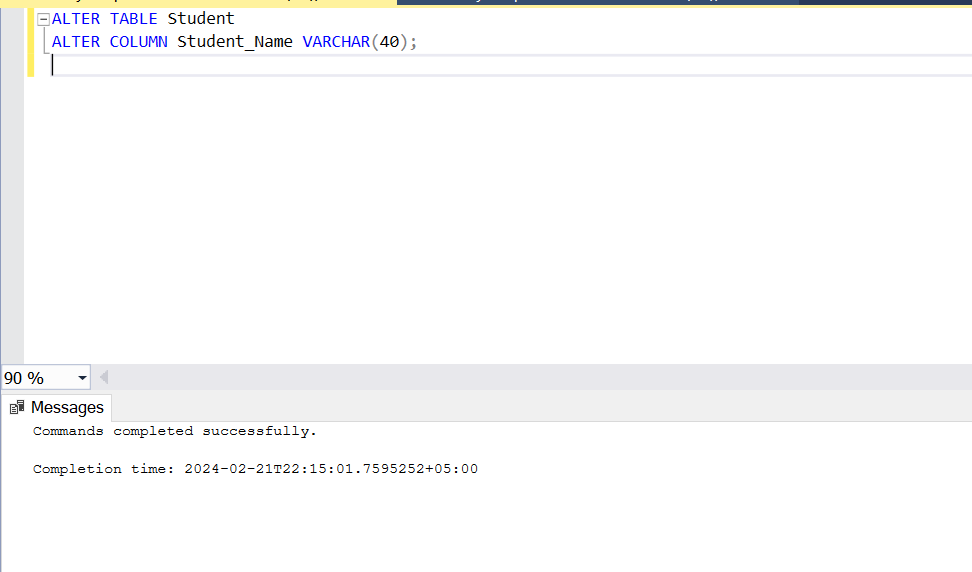 ALTER TABLE Student
ALTER COLUMN Student_Name VARCHAR(40);
90 %
Messages
Commands completed successfully.
Completion time: 2024-02-21T22:15:01.7595252+05:00